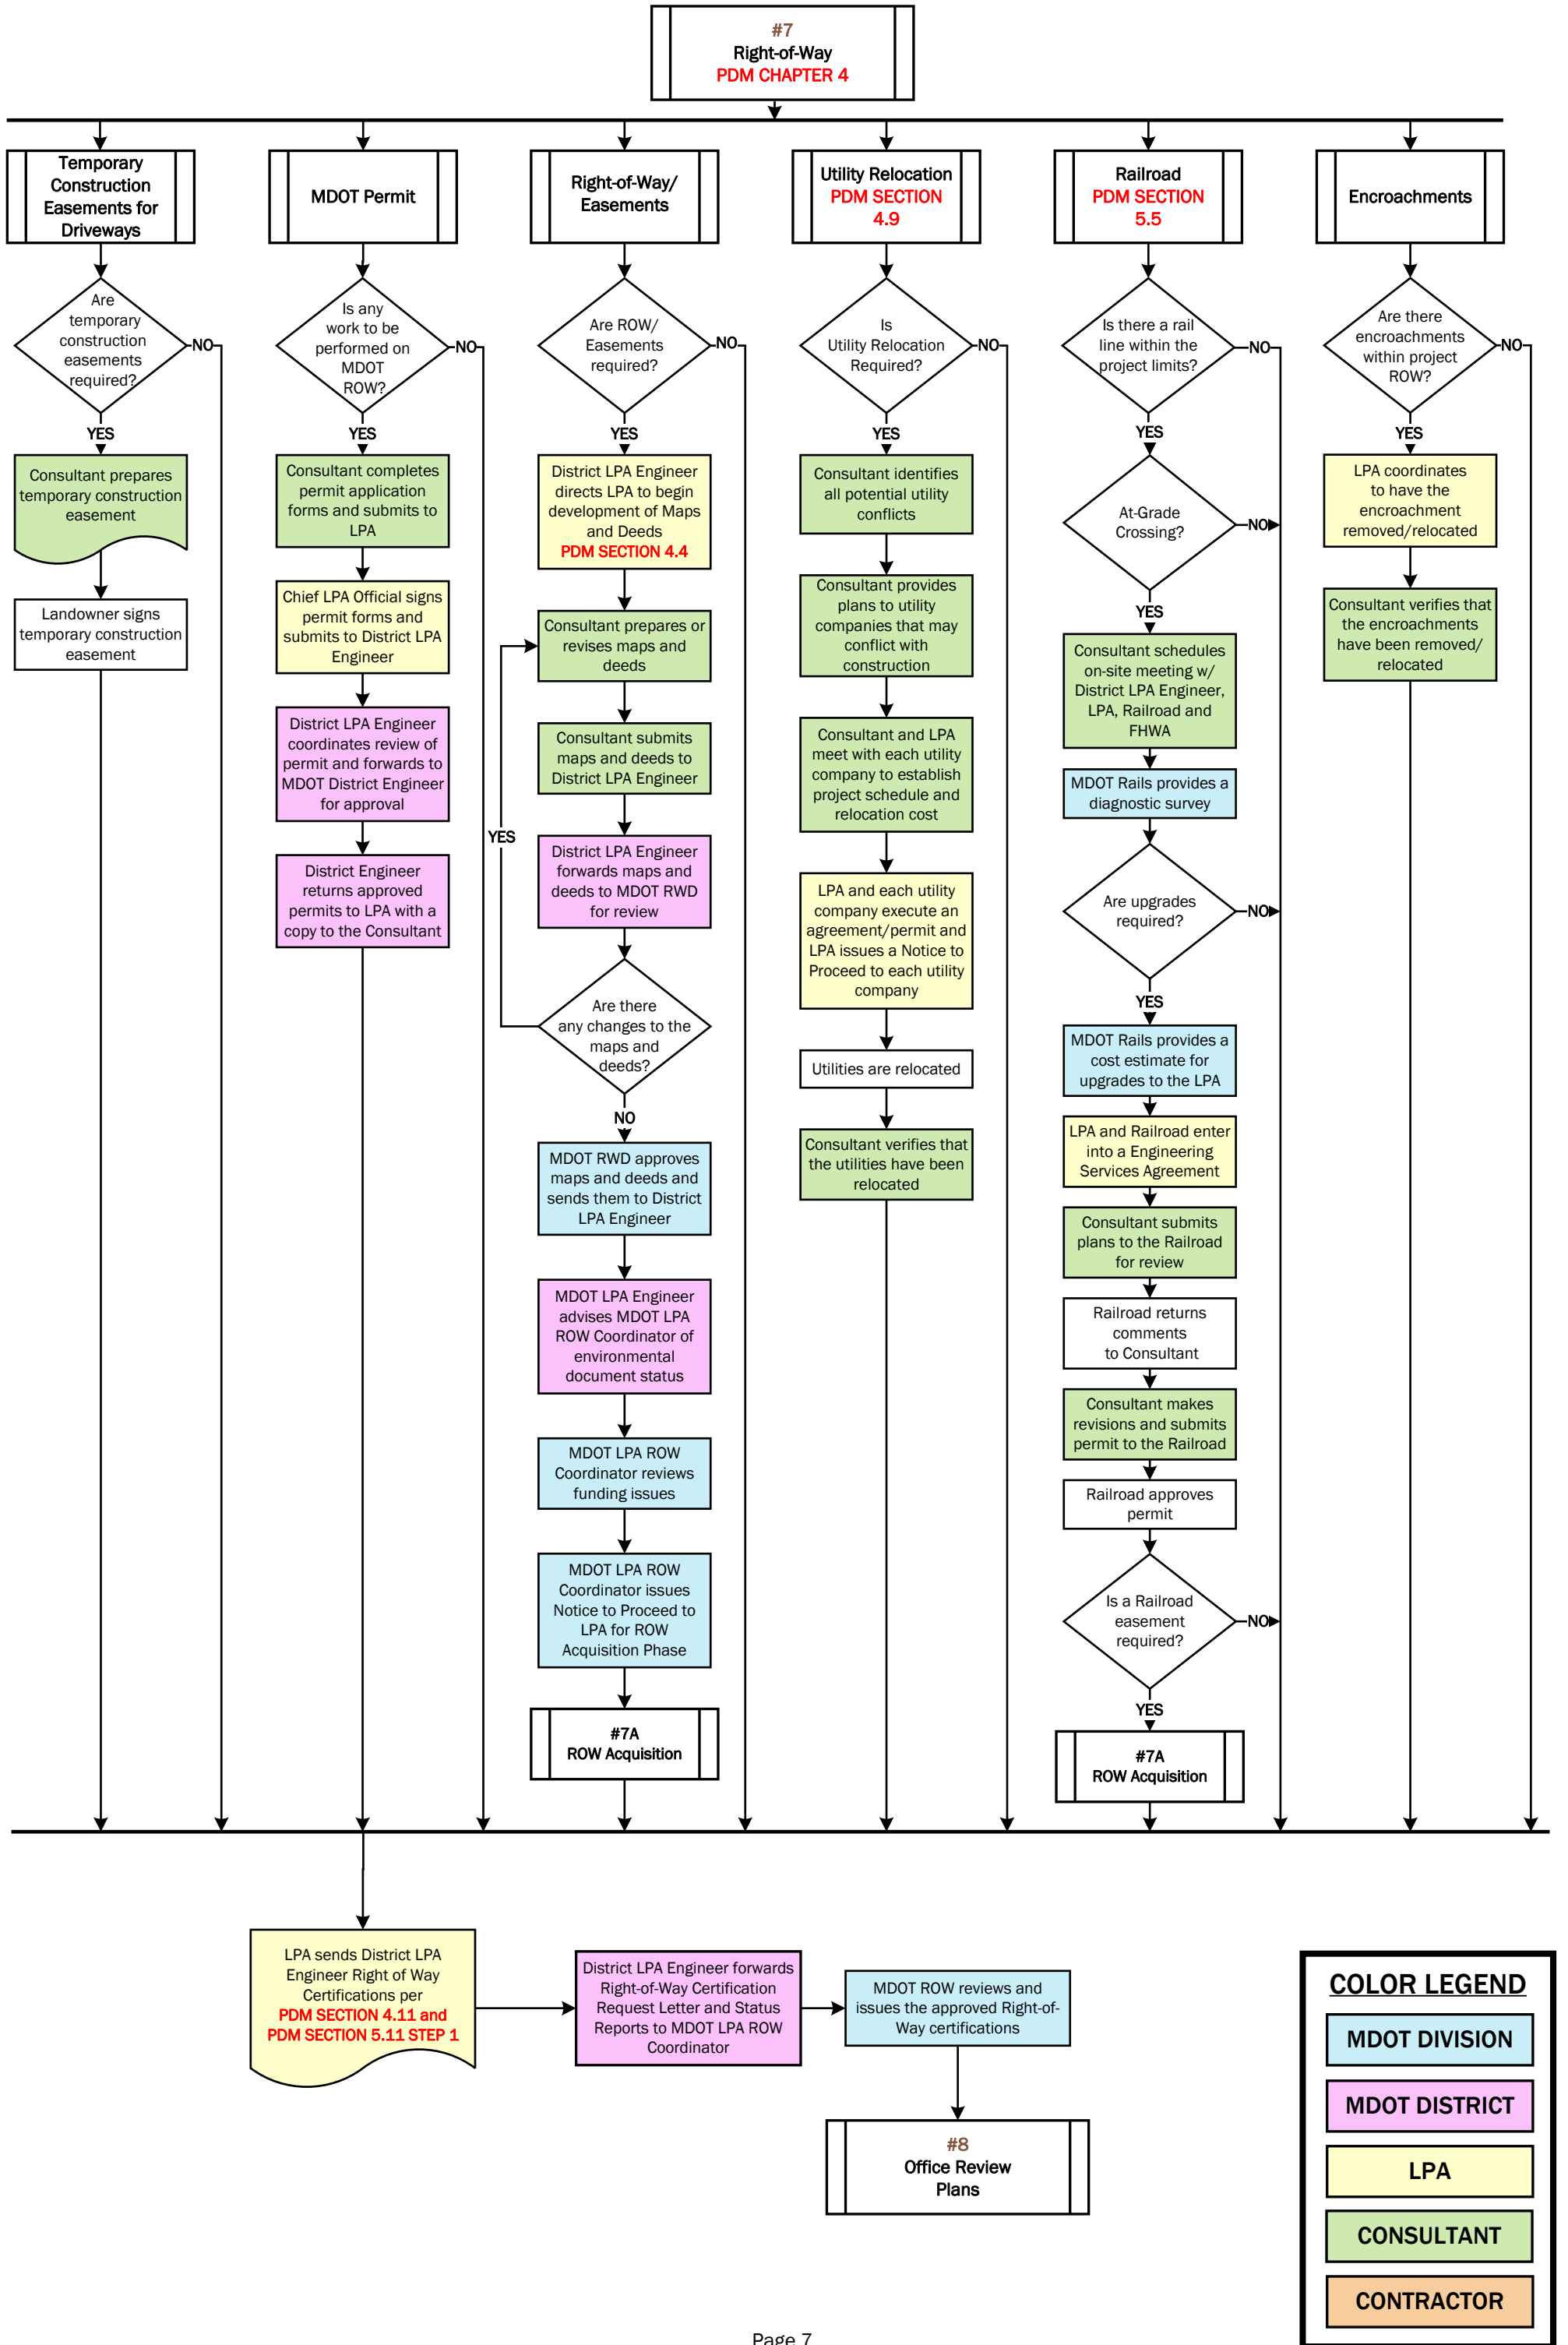 #7
Right-of-Way
PDM CHAPTER 4
Temporary
Construction
Easements for
Driveways
Are
temporary
construction
easements
required?
NO
YES
Consultant prepares
temporary construction
easement
Landowner signs
temporary construction
easement
MDOT Permit
Is any
work to be
performed on
MDOT
ROW?
NO
YES
Consultant completes
permit application
forms and submits to
LPA
Chief LPA Official signs
permit forms and
submits to District LPA
Engineer
District LPA Engineer
coordinates review of
permit and forwards to
MDOT District Engineer
for approval
District Engineer
returns approved
permits to LPA with a
copy to the Consultant
Right-of-Way/
Easements
Are ROW/
Easements
required?
NO
YES
District LPA Engineer
directs LPA to begin
development of Maps
and Deeds
PDM SECTION 4.4
Consultant prepares or
revises maps and
deeds
Consultant submits
maps and deeds to
District LPA Engineer
District LPA Engineer
forwards maps and
deeds to MDOT RWD
for review
Are there
any changes to the
maps and
deeds?
YES
NO
MDOT RWD approves
maps and deeds and
sends them to District
LPA Engineer
MDOT LPA Engineer
advises MDOT LPA
ROW Coordinator of
environmental
document status
MDOT LPA ROW
Coordinator reviews
funding issues
MDOT LPA ROW
Coordinator issues
Notice to Proceed to
LPA for ROW
Acquisition Phase
#7A
ROW Acquisition
Utility Relocation
PDM SECTION
4.9
Is
Utility Relocation
Required?
NO
YES
Consultant identifies
all potential utility
conflicts
Consultant provides
plans to utility
companies that may
conflict with
construction
Consultant and LPA
meet with each utility
company to establish
project schedule and
relocation cost
LPA and each utility
company execute an
agreement/permit and
LPA issues a Notice to
Proceed to each utility
company
Utilities are relocated
Consultant verifies that
the utilities have been
relocated
Railroad
PDM SECTION
5.5
Is there a rail
line within the
project limits?
NO
YES
At-Grade
Crossing?
NO
YES
Consultant schedules
on-site meeting w/
District LPA Engineer,
LPA, Railroad and
FHWA
MDOT Rails provides a
diagnostic survey
Are upgrades
required?
NO
YES
MDOT Rails provides a
cost estimate for
upgrades to the LPA
LPA and Railroad enter
into a Engineering
Services Agreement
Consultant submits
plans to the Railroad
for review
Railroad returns
comments
to Consultant
Consultant makes
revisions and submits
permit to the Railroad
Railroad approves
permit
Is a Railroad
easement
required?
NO
YES
#7A
ROW Acquisition
Encroachments
Are there
encroachments
within project
ROW?
NO
YES
LPA coordinates
to have the
encroachment
removed/relocated
Consultant verifies that
the encroachments
have been removed/
relocated
LPA sends District LPA
Engineer Right of Way
Certifications per
PDM SECTION 4.11 and
PDM SECTION 5.11 STEP 1
District LPA Engineer forwards
Right-of-Way Certification
Request Letter and Status
Reports to MDOT LPA ROW
Coordinator
MDOT ROW reviews and
issues the approved Right-of-
Way certifications
#8
Office Review
Plans
COLOR LEGEND
MDOT DIVISION
MDOT DISTRICT
LPA
CONSULTANT
CONTRACTOR
Page 7